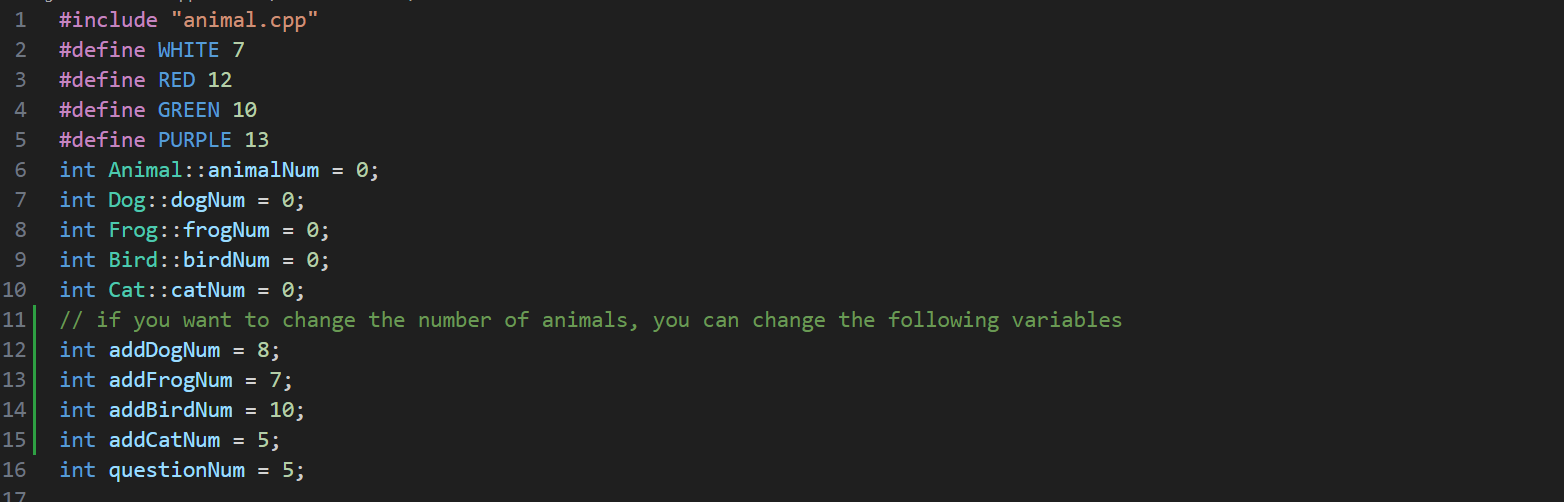 1 #include "animal.cpp"
2 #define WHITE 7
3 #define RED 12
4 #define GREEN 10
5 #define PURPLE 13
6 int Animal::animalNum = 0;
7 int Dog::dogNum = 0;
8 int Frog::frogNum = 0;
9 int Bird::birdNum = 0;
10 int Cat::catNum = 0;
11 // if you want to change the number of animals, you can change the following variables
12 int addDogNum = 8;
13 int addFrogNum = 7;
14 int addBirdNum = 10;
15 int addCatNum = 5;
16 int questionNum = 5;
17